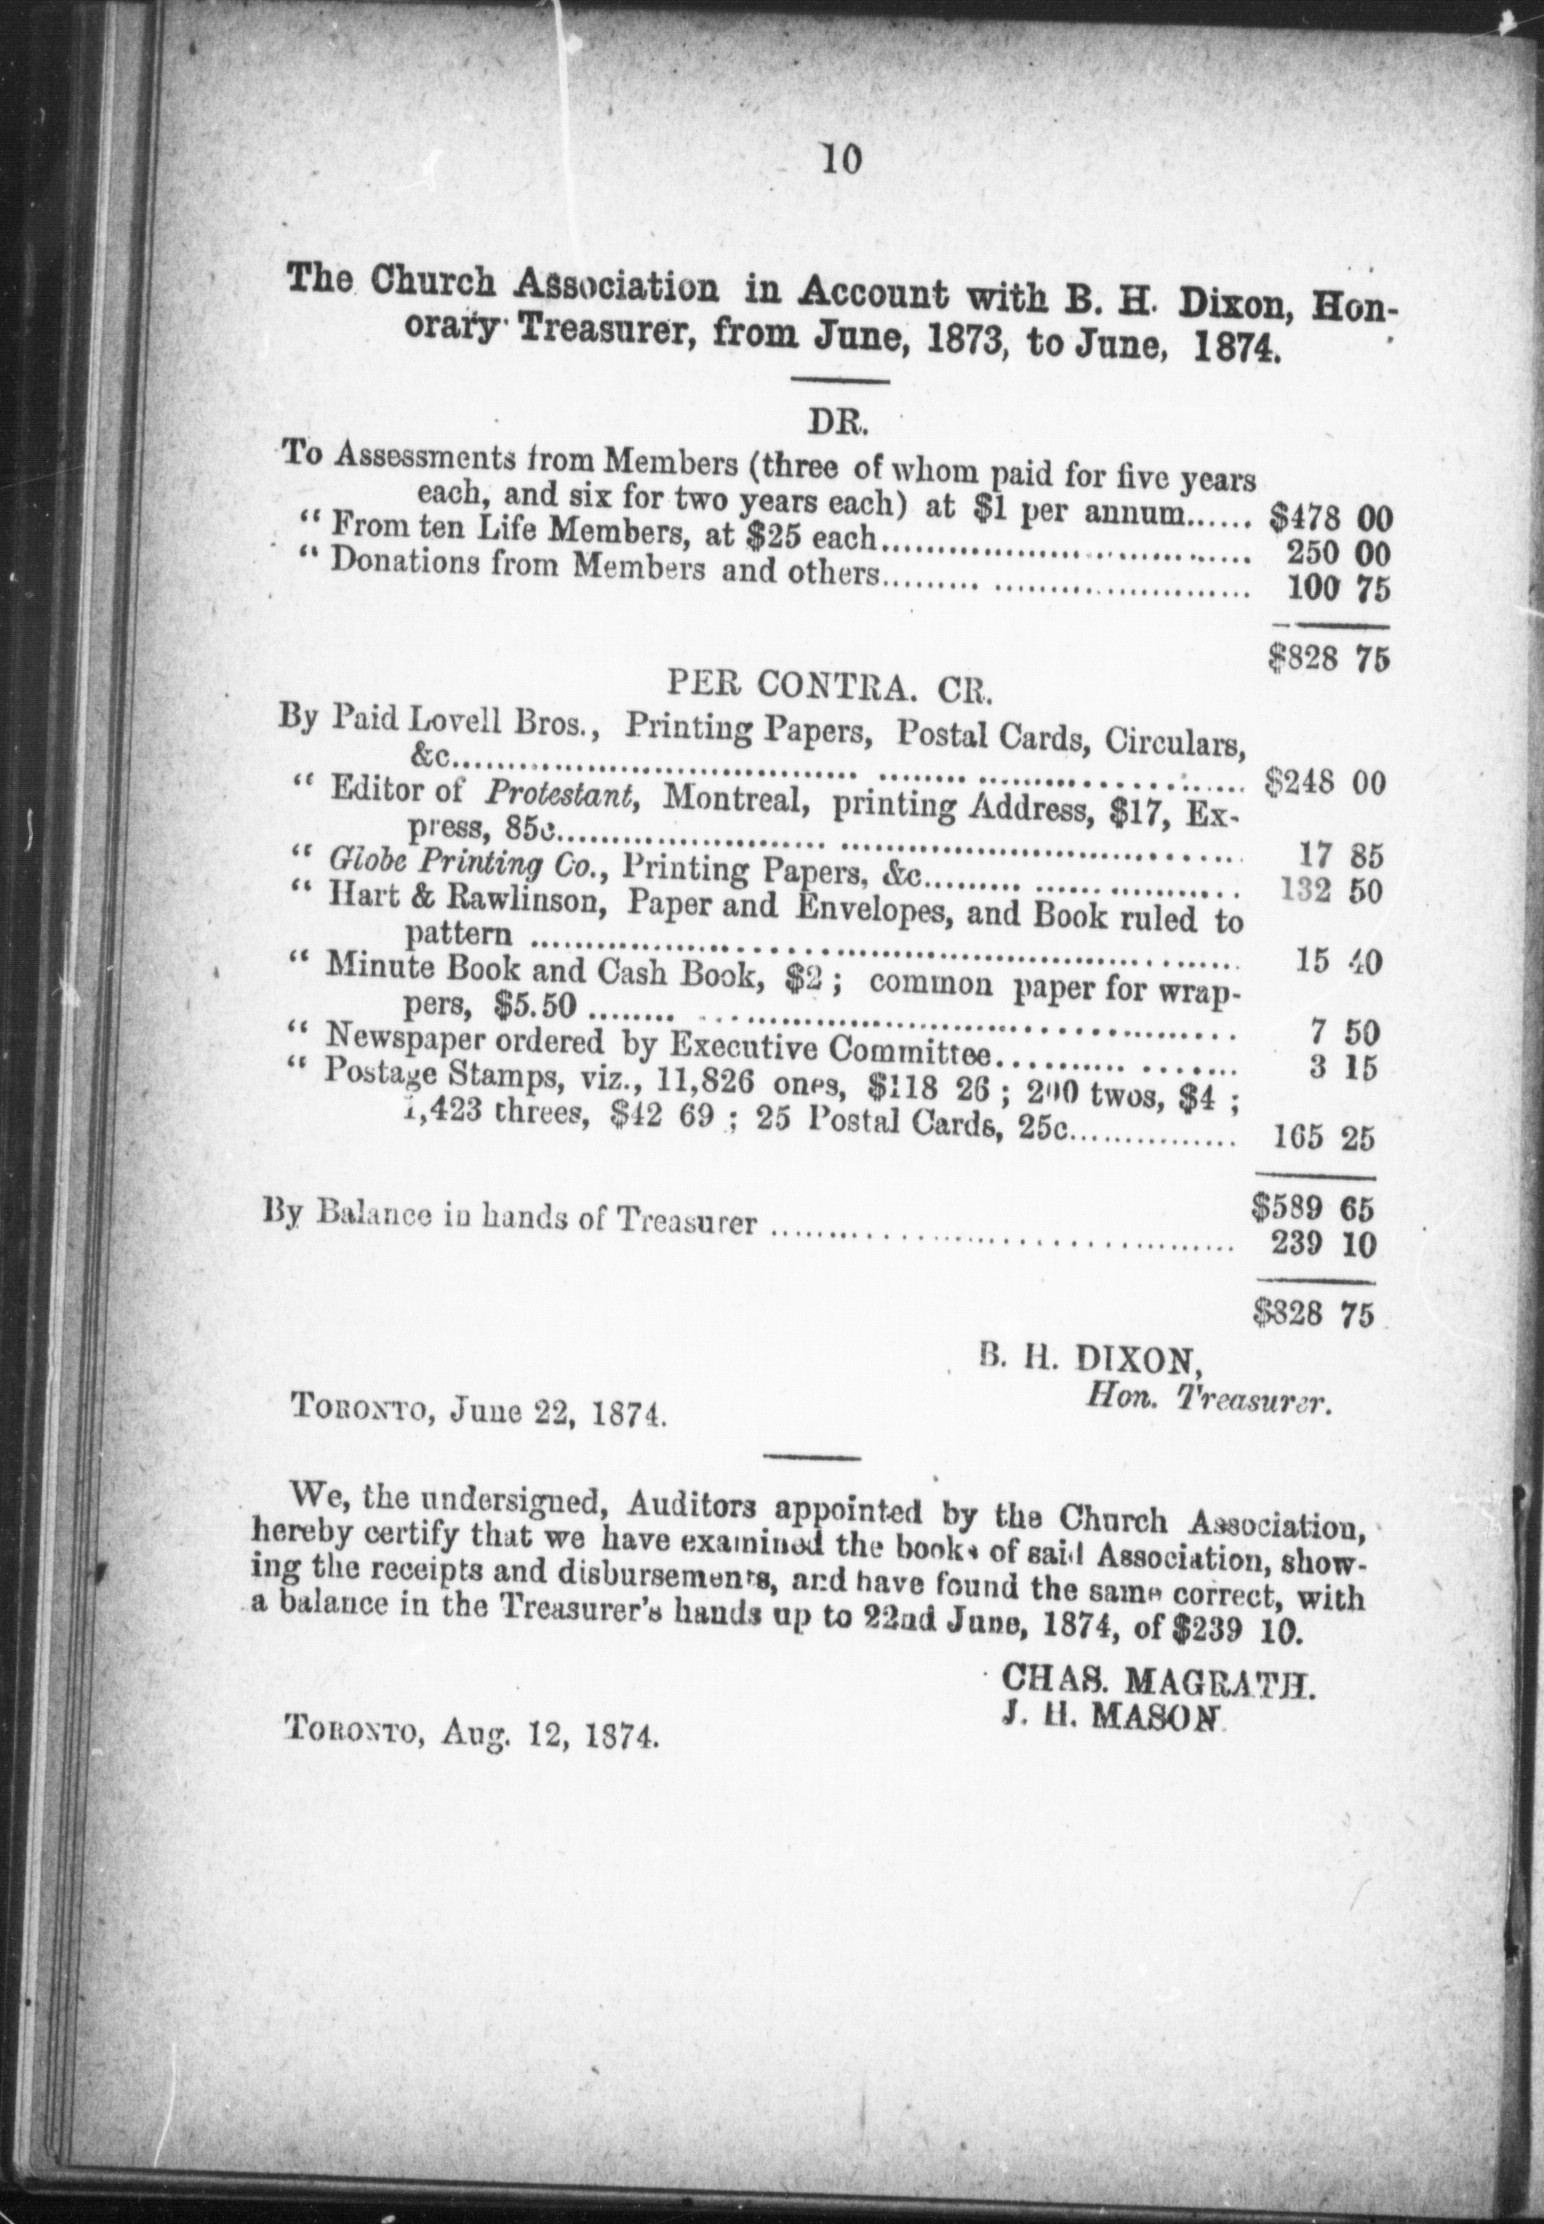 10
The Church Association in Account with B. H. Dixon, Hon-
orary Treasurer, from June, 1873, to June, 1874.
DR.
To Assessments from Members (three of whom paid for five years
each, and six for two years each) at $1 per annum...... $478 00
“ From ten Life Members, at $25 each.................................... 250 00
“ Donations from Members and others......... ....................... 100 75
$828 75
PER CONTRA. CR.
By Paid Lovell Bros., Printing Papers, Postal Cards, Circulars,
&c.................................... ........ ........................ $248 00
“ Editor of Protestant, Montreal, printing Address, $17, Ex-
press, 85c........................ ................................... 17 85
“ Globe Printing Co., Printing Papers, &c......... ...... ............ 132 50
“ Hart & Rawlinson, Paper and Envelopes, and Book ruled to
pattern ................................................................ 15 40
“ Minute Book and Cash Book, $2 ; common paper for wrap-
pers, $5.50 ........ ................................................ 7 50
“ Newspaper ordered by Executive Committee............ ....... 3 15
“ Postage Stamps, viz., 11,826 ones, $118 26 ; 200 twos, $4 ;
1,423 threes, $42 69 ; 25 Postal Cards, 25c............... 165 25
$589 65
By Balance in hands of Treasurer ........................................ 239 10
$828 75
B. H. DIXON,
Hon. Treasurer.
TORONTO, June 22, 1874.
We, the undersigned, Auditors appointed by the Church Association,
hereby certify that we have examined the books of said Association, show-
ing the receipts and disbursements, and have found the same correct, with
a balance in the Treasurer's hands up to 22nd June, 1874, of $239 10.
CHAS. MAGRATH.
J. H. MASON.
TORONTO, Aug. 12, 1874.